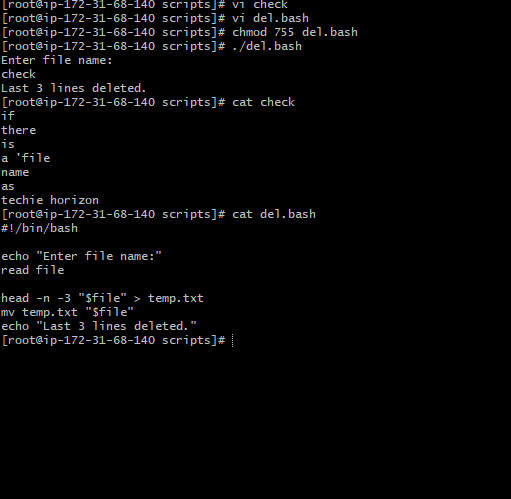 [root@ip-172-31-68-140 scripts]# vi check
[root@ip-172-31-68-140 scripts]# vi del.bash
[root@ip-172-31-68-140 scripts]# chmod 755 del.bash
[root@ip-172-31-68-140 scripts]# ./del.bash
Enter file name:
check
Last 3 lines deleted.
[root@ip-172-31-68-140 scripts]# cat check
if
there
is
a 'file
name
as
techie horizon
[root@ip-172-31-68-140 scripts]# cat del.bash
#!/bin/bash

echo "Enter file name:"
read file

head -n -3 "$file" > temp.txt
mv temp.txt "$file"
echo "Last 3 lines deleted."
[root@ip-172-31-68-140 scripts]#